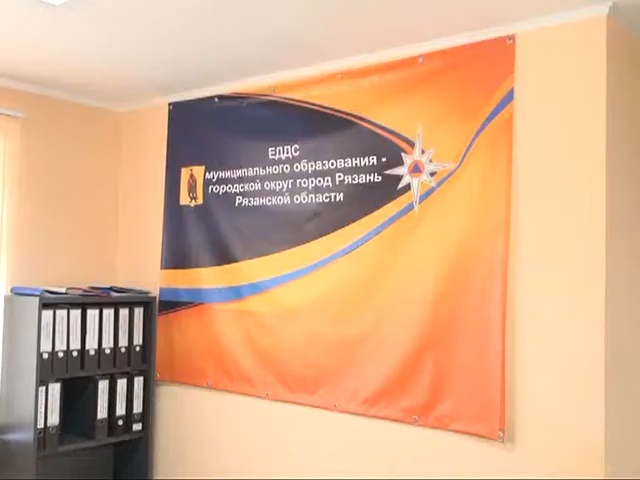 ЕДДС
муниципального образования -
городской округ город Рязань
Рязанской области